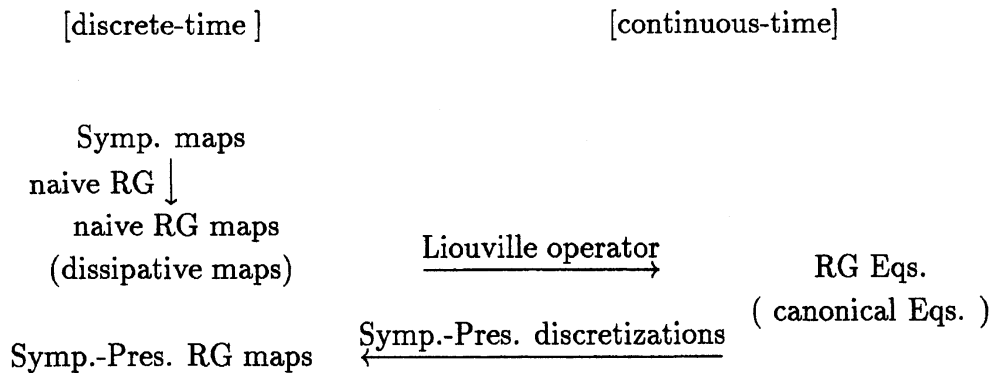 [discrete-time ]
[continuous-time]
Symp. maps
naive RG
naive RG maps
(dissipative maps)
Liouville operator
RG Eqs.
( canonical Eqs. )
Symp.-Pres. discretizations
Symp.-Pres. RG maps